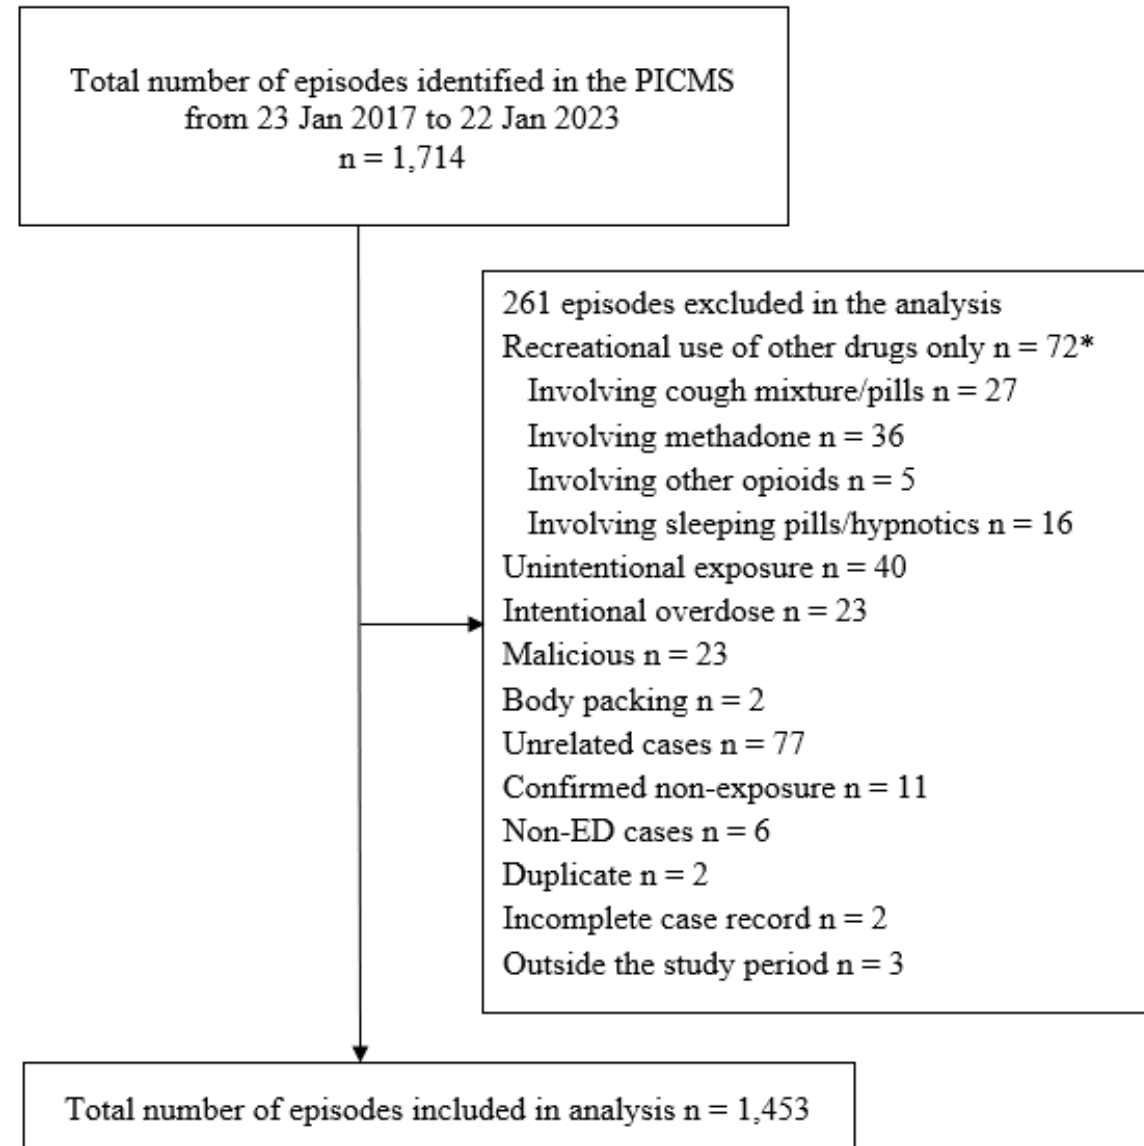 Total number of episodes identified in the PICMS
from 23 Jan 2017 to 22 Jan 2023
n = 1,714
261 episodes excluded in the analysis
Recreational use of other drugs only n = 72*
Involving cough mixture/pills n = 27
Involving methadone n = 36
Involving other opioids n = 5
Involving sleeping pills/hypnotics n = 16
Unintentional exposure n = 40
Intentional overdose n = 23
Malicious n = 23
Body packing n = 2
Unrelated cases n = 77
Confirmed non-exposure n = 11
Non-ED cases n = 6
Duplicate n = 2
Incomplete case record n = 2
Outside the study period n = 3
Total number of episodes included in analysis n = 1,453